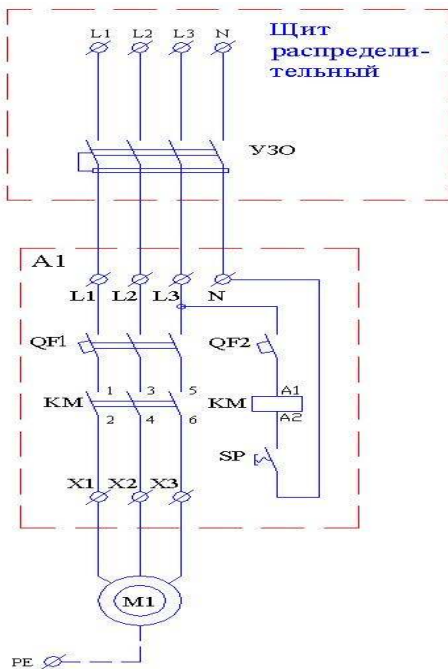 L1 L2 L3 N
Щит
распредели-
тельный
УЗО
A1
L1 L2 L3 N
QF1 QF2
KM 1 3 5 KM A1
2 4 6 A2
SP
X1 X2 X3
M1
PE